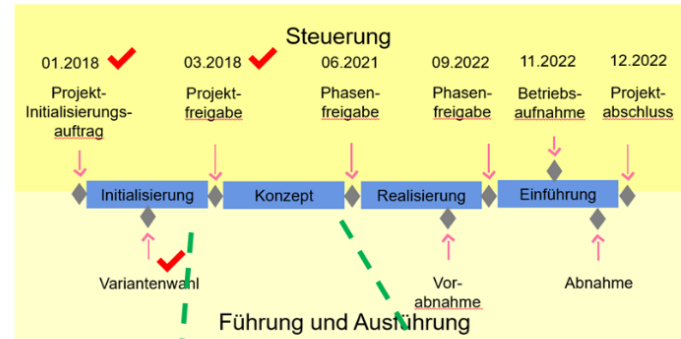 Steuerung
01.2018 03.2018 06.2021 09.2022 11.2022 12.2022
Projekt- Projekt- Phasen- Phasen- Betriebs- Projekt-
Initialisierungs- freigabe freigabe freigabe aufnahme abschluss
auftrag
Initialisierung Konzept Realisierung Einführung
Variantenwahl Vor- Abnahme
abnahme
Führung und Ausführung